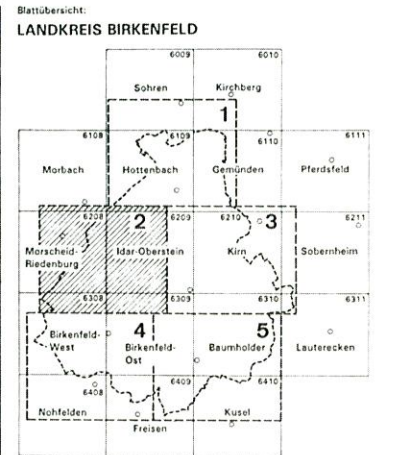 Blattübersicht:
LANDKREIS BIRKENFELD
6009 6010
Sohren Kirchberg
1
6108 6109 6110 6111
Morbach Hottenbach Gemünden Pferdsfeld
6208 2 6209 6210 3 6211
Morscheid-
Riedenburg Idar-Oberstein Kirn Sobernheim
6308 6309 6310 6311
4 5
Birkenfeld-
West Birkenfeld-
Ost Baumholder Lauterecken
6408 6409 6410
Nohfelden Freisen Kusel